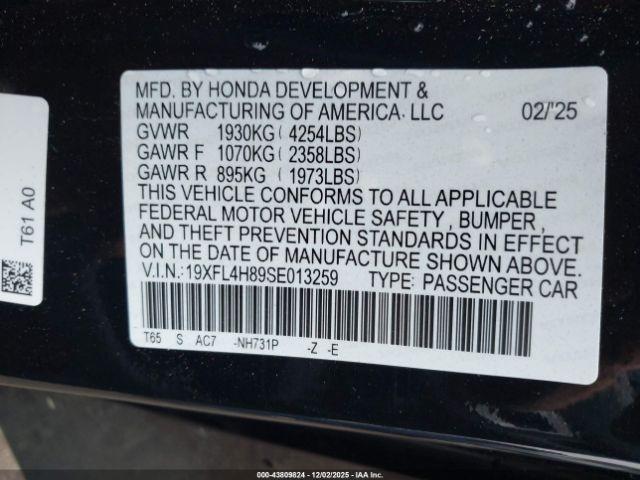 MFD. BY HONDA DEVELOPMENT &
MANUFACTURING OF AMERICA. LLC 02/'25
GVWR 1930KG ( 4254LBS)
GAWR F 1070KG ( 2358LBS)
GAWR R 895KG ( 1973LBS)
THIS VEHICLE CONFORMS TO ALL APPLICABLE
FEDERAL MOTOR VEHICLE SAFETY , BUMPER ,
AND THEFT PREVENTION STANDARDS IN EFFECT
ON THE DATE OF MANUFACTURE SHOWN ABOVE.
V.I.N.: 19XFL4H89SE013259 TYPE: PASSENGER CAR
T65 S AC7 -NH731P -Z -E
T61 A0
000-43809824 | 12/02/2025 | IAA Inc.